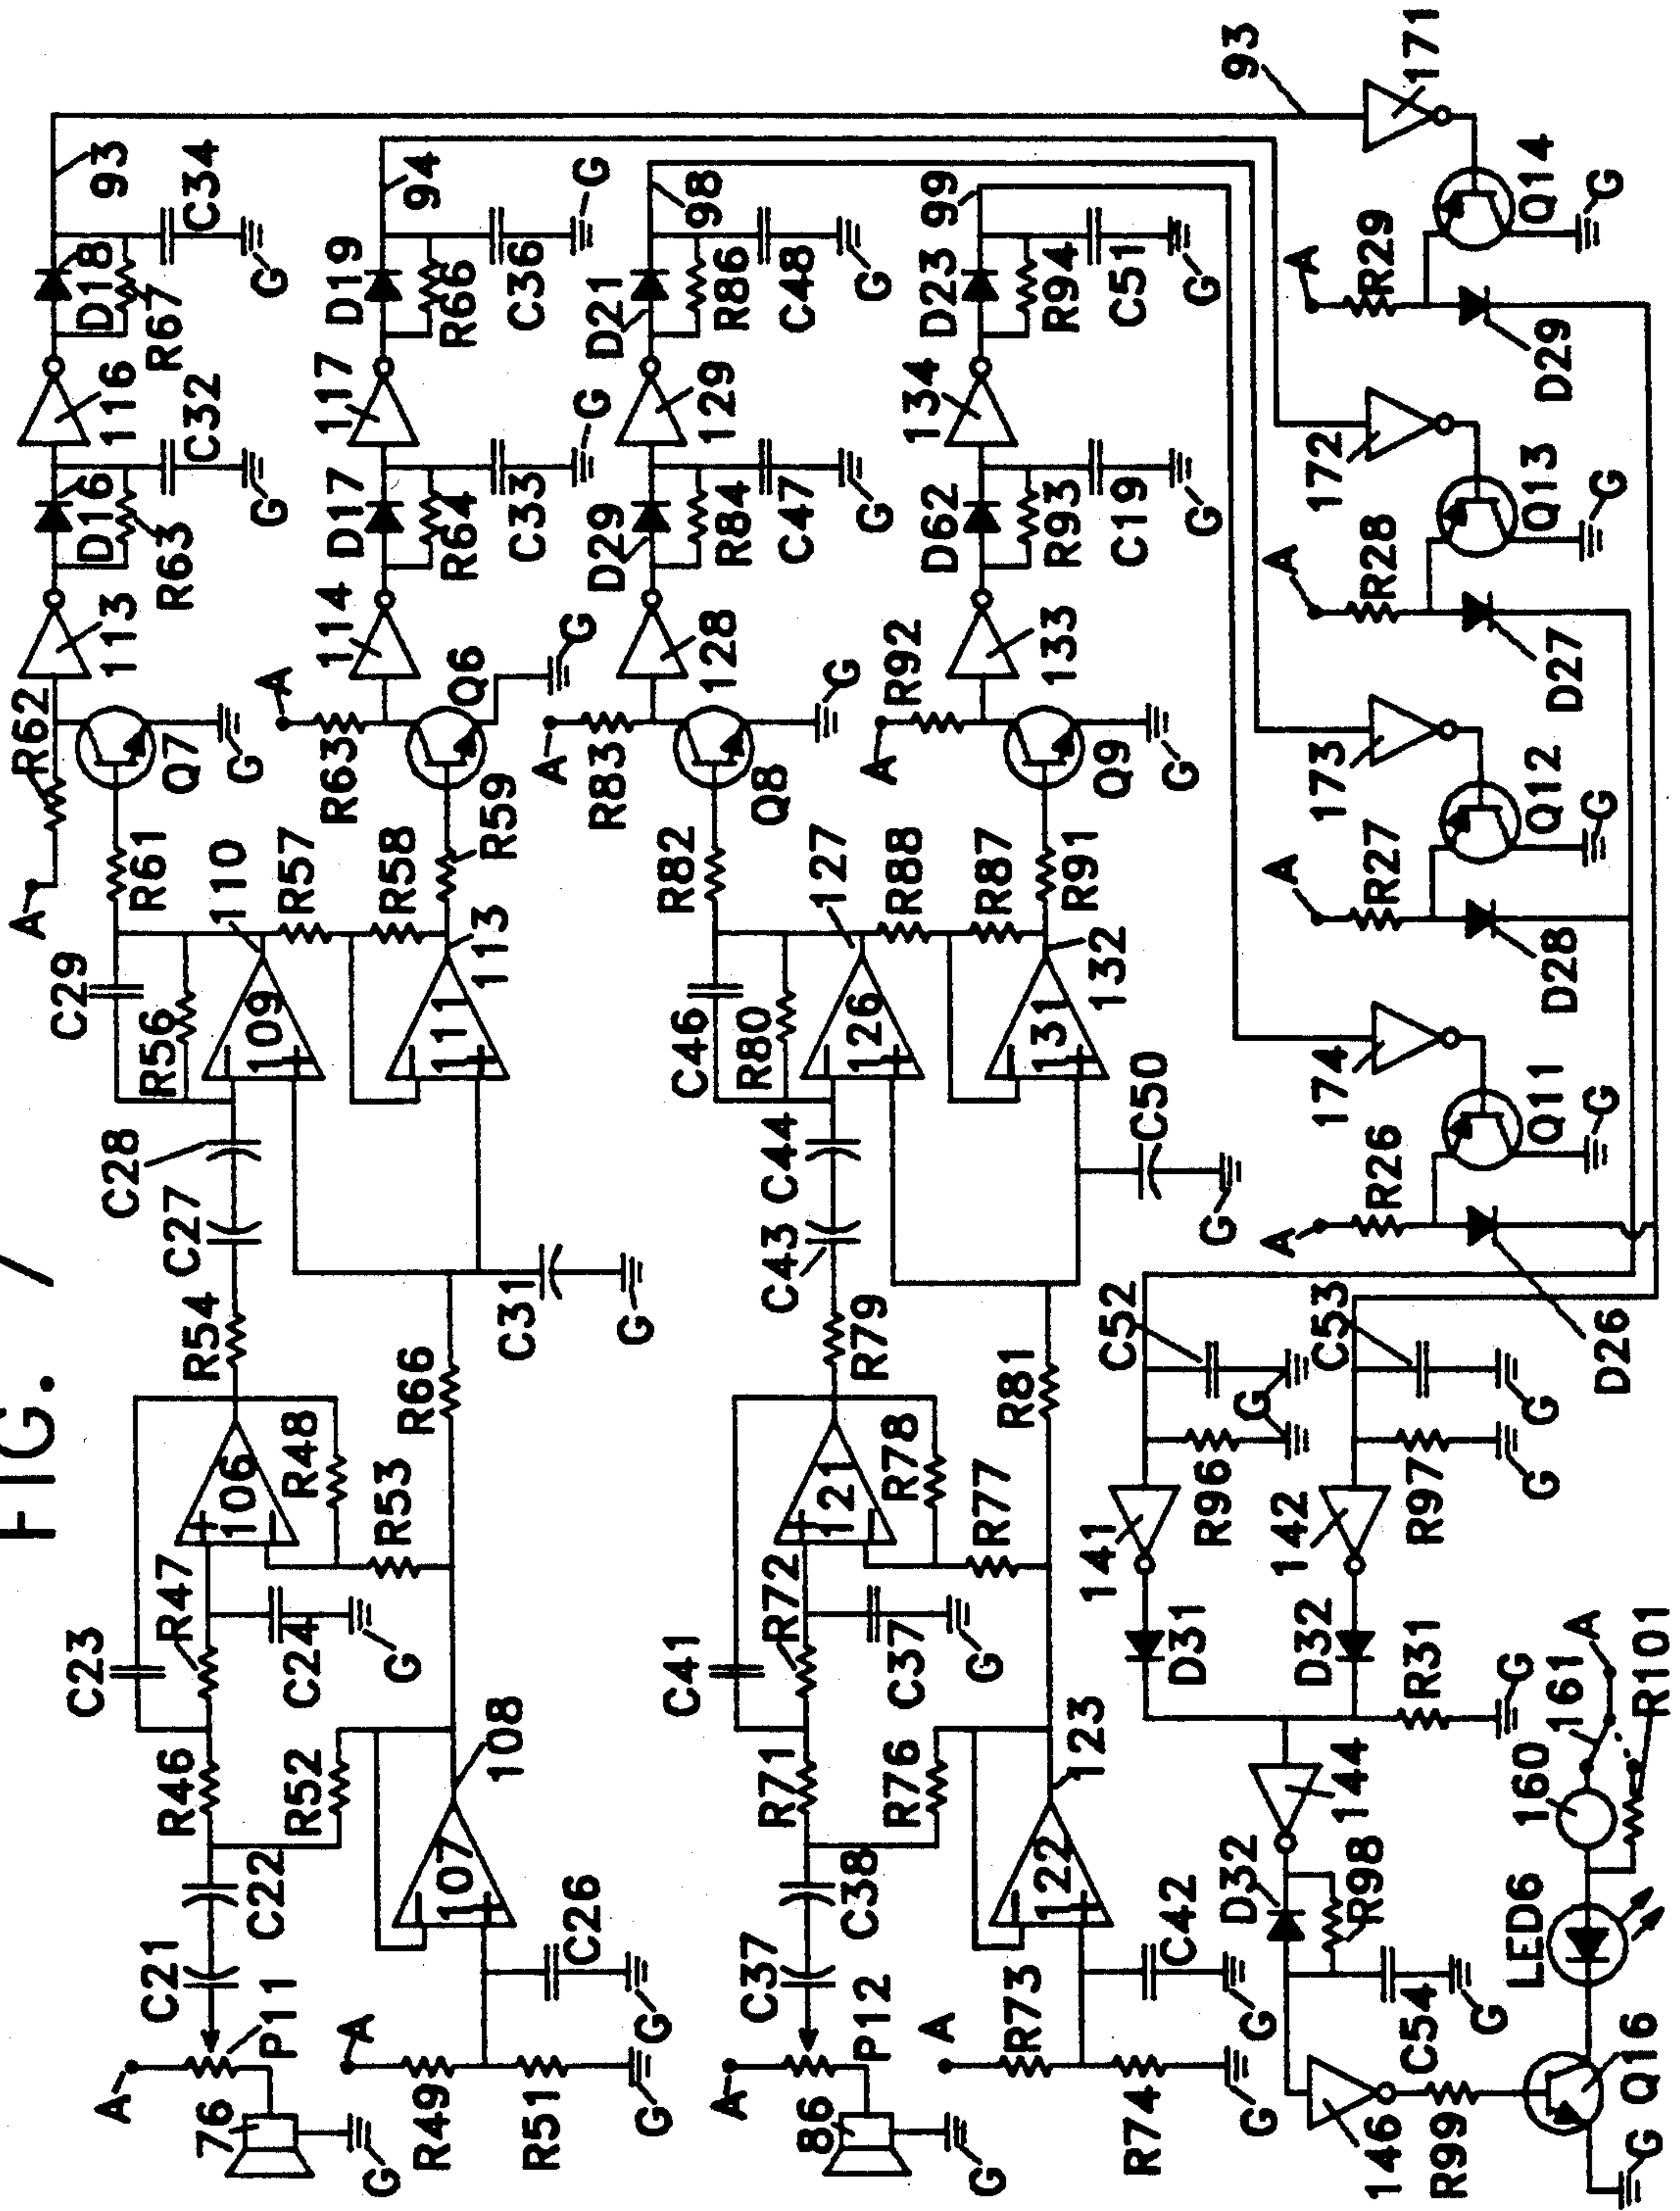 FIG. 7
A
R62
C29
R61
Q7
G
113
D16
R63
C32
G
116
D18
R67
C34
G
93
C23
R47
C28
C27
R54
R56
109
110
R57
R58
C21
C22
R46
R52
106
R48
C24
G
R53
111
113
R59
A
R63
Q6
G
114
D17
R64
C33
G
117
D19
R66
C36
G
94
A
76
P11
G
A
R49
R51
G
107
108
C26
G
R66
C31
G
A
R83
R82
Q8
G
128
D29
R84
C47
G
129
D21
R86
C48
G
98
C41
R72
C43
C44
R79
C46
R80
126
127
R88
R87
C37
C38
R71
R76
121
R78
C37
G
R77
131
132
R91
A
R92
Q9
G
133
D62
R93
C19
G
134
D23
R94
C51
G
99
A
86
P12
G
A
R73
R74
G
122
123
C42
G
R81
C50
G
93
171
Q14
G
A
R29
D29
172
Q13
G
A
R28
D27
173
Q12
G
A
R27
D28
174
Q11
G
A
R26
D26
C52
G
R96
141
D31
C53
G
R97
G
142
D32
R31
G
144
D32
R98
C54
G
146
R99
Q16
G
LED6
160
161
A
R101